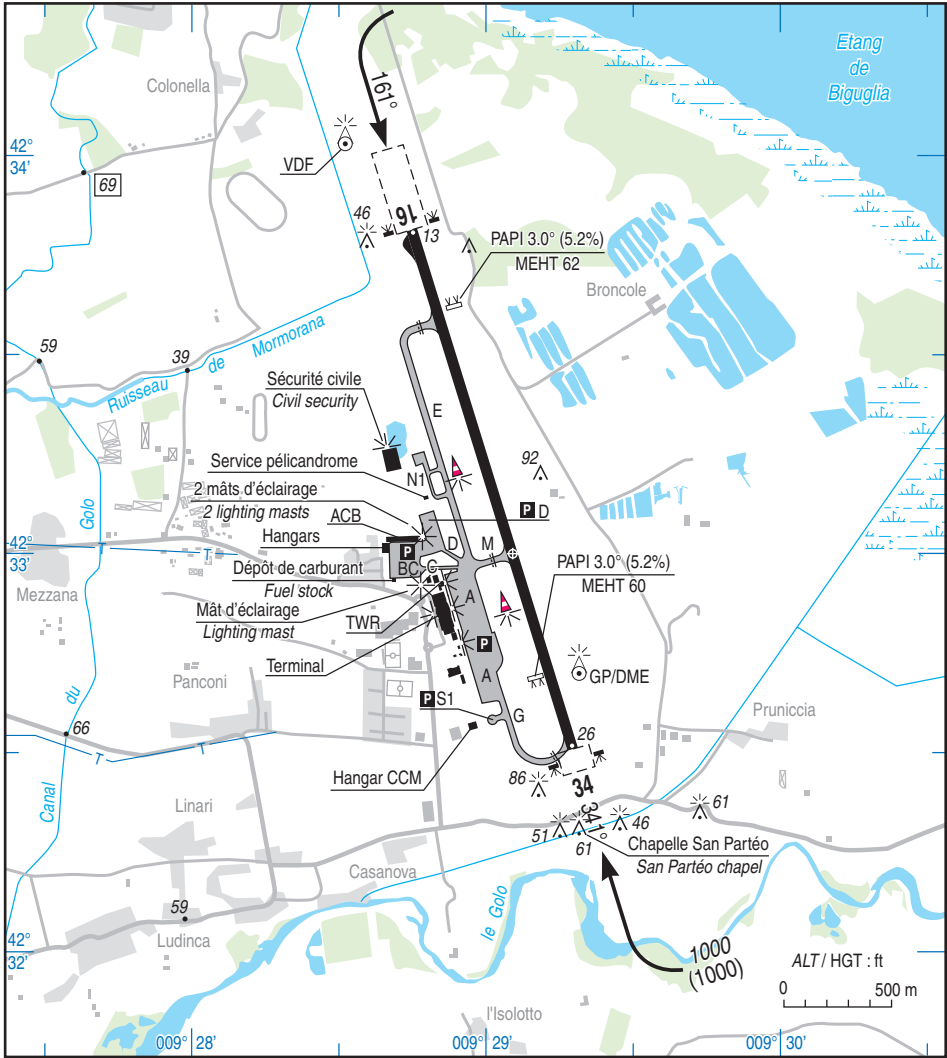 Etang
de
Biguglia
Colonella
161°
VDF
42°
34'
69
46
16
13
PAPI 3.0° (5.2%)
MEHT 62
Broncole
59
39
Ruisseau de Mormorana
Sécurité civile
Civil security
E
Service pélicandrome
N1
92
2 mâts d'éclairage
2 lighting masts
P D
ACB
Golo
Hangars
P
D
M
42°
33'
T
T
BC
C
PAPI 3.0° (5.2%)
MEHT 60
Dépôt de carburant
Fuel stock
Mezzana
A
Mât d'éclairage
Lighting mast
TWR
P
Terminal
A
GP/DME
Panconi
P S1
du
G
Pruniccia
66
26
T
T
Hangar CCM
86
34
Canal
Linari
341°
61
51
46
61
Chapelle San Partéo
San Partéo chapel
Casanova
59
le Golo
Ludinca
42°
32'
1000
(1000)
ALT / HGT : ft
0 500 m
l'Isolotto
009° 28'
009° 29'
009° 30'